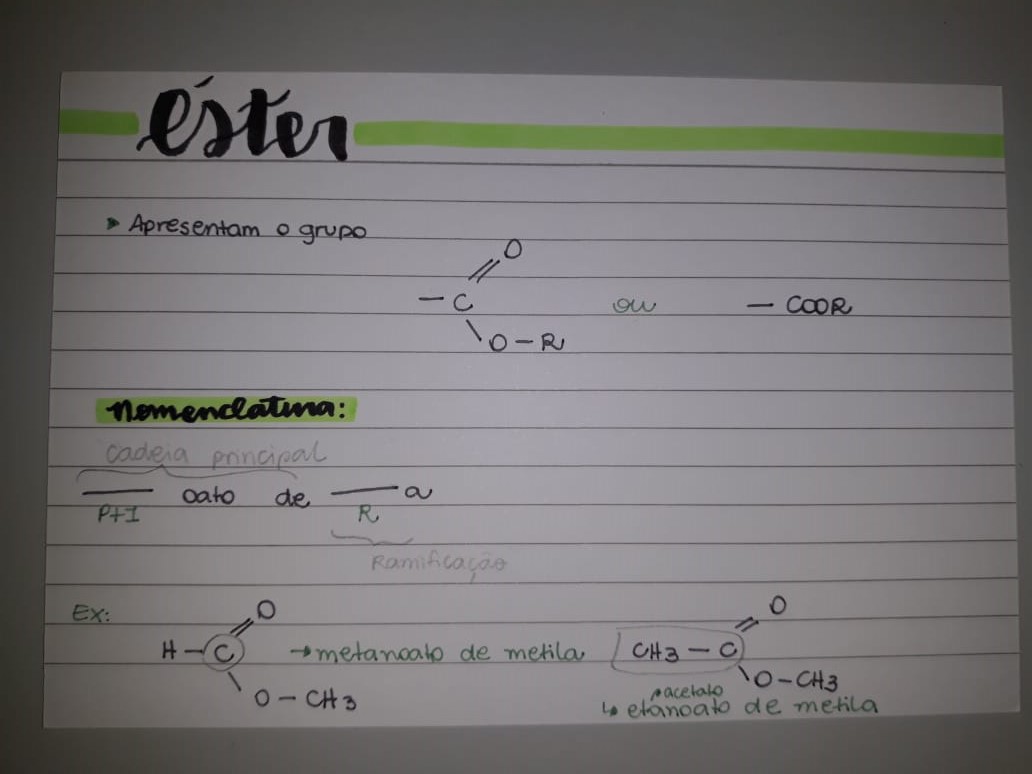 éster
▸ Apresentam o grupo
O
— C ou — COOR
O — R
Nomenclatura:
cadeia principal
___ oato de ___ a
P+I R
Ramificação
Ex: O O
H — C → metanoato de metila CH3 — C
O — CH3 O — CH3
acetato
↳ etanoato de metila